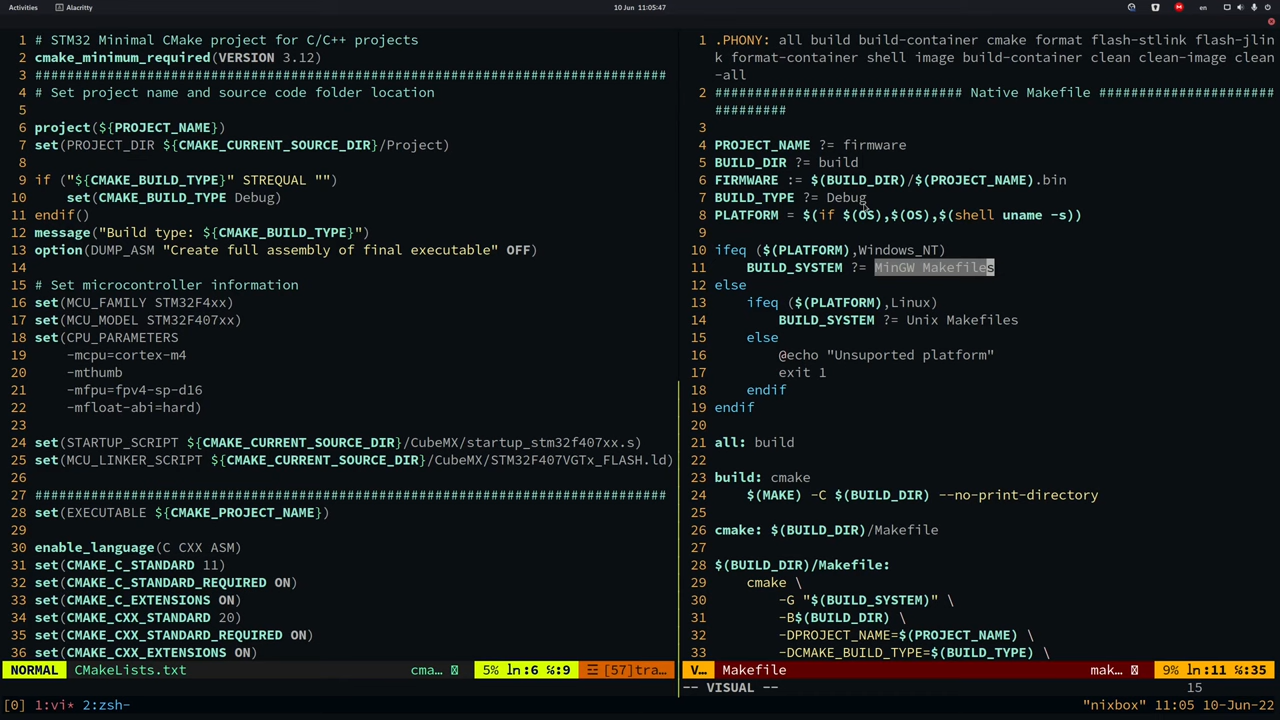 Activities
Alacritty
10 Jun 11:05:47
en
1 # STM32 Minimal CMake project for C/C++ projects
2 cmake_minimum_required(VERSION 3.12)
3 ###############################################################################
4 # Set project name and source code folder location
5
6 project(${PROJECT_NAME})
7 set(PROJECT_DIR ${CMAKE_CURRENT_SOURCE_DIR}/Project)
8
9 if ("${CMAKE_BUILD_TYPE}" STREQUAL "")
10     set(CMAKE_BUILD_TYPE Debug)
11 endif()
12 message("Build type: ${CMAKE_BUILD_TYPE}")
13 option(DUMP_ASM "Create full assembly of final executable" OFF)
14
15 # Set microcontroller information
16 set(MCU_FAMILY STM32F4xx)
17 set(MCU_MODEL STM32F407xx)
18 set(CPU_PARAMETERS
19     -mcpu=cortex-m4
20     -mthumb
21     -mfpu=fpv4-sp-d16
22     -mfloat-abi=hard)
23
24 set(STARTUP_SCRIPT ${CMAKE_CURRENT_SOURCE_DIR}/CubeMX/startup_stm32f407xx.s)
25 set(MCU_LINKER_SCRIPT ${CMAKE_CURRENT_SOURCE_DIR}/CubeMX/STM32F407VGTx_FLASH.ld)
26
27 ###############################################################################
28 set(EXECUTABLE ${CMAKE_PROJECT_NAME})
29
30 enable_language(C CXX ASM)
31 set(CMAKE_C_STANDARD 11)
32 set(CMAKE_C_STANDARD_REQUIRED ON)
33 set(CMAKE_C_EXTENSIONS ON)
34 set(CMAKE_CXX_STANDARD 20)
35 set(CMAKE_CXX_STANDARD_REQUIRED ON)
36 set(CMAKE_CXX_EXTENSIONS ON)
NORMAL CMakeLists.txt cma… 5% ln:6 %:9 ☲ [57]tra…
1 .PHONY: all build build-container cmake format flash-stlink flash-jlin
k format-container shell image build-container clean clean-image clean
-all
2 ############################## Native Makefile ######################
#########
3
4 PROJECT_NAME ?= firmware
5 BUILD_DIR ?= build
6 FIRMWARE := $(BUILD_DIR)/$(PROJECT_NAME).bin
7 BUILD_TYPE ?= Debug
8 PLATFORM = $(if $(OS),$(OS),$(shell uname -s))
9
10 ifeq ($(PLATFORM),Windows_NT)
11     BUILD_SYSTEM ?= MinGW Makefiles
12 else
13     ifeq ($(PLATFORM),Linux)
14         BUILD_SYSTEM ?= Unix Makefiles
15     else
16         @echo "Unsuported platform"
17         exit 1
18     endif
19 endif
20
21 all: build
22
23 build: cmake
24     $(MAKE) -C $(BUILD_DIR) --no-print-directory
25
26 cmake: $(BUILD_DIR)/Makefile
27
28 $(BUILD_DIR)/Makefile:
29     cmake \
30         -G "$(BUILD_SYSTEM)" \
31         -B$(BUILD_DIR) \
32         -DPROJECT_NAME=$(PROJECT_NAME) \
33         -DCMAKE_BUILD_TYPE=$(BUILD_TYPE) \
V… Makefile mak… 9% ln:11 %:35
-- VISUAL -- 15
[0] 1:vi* 2:zsh- "nixbox" 11:05 10-Jun-22